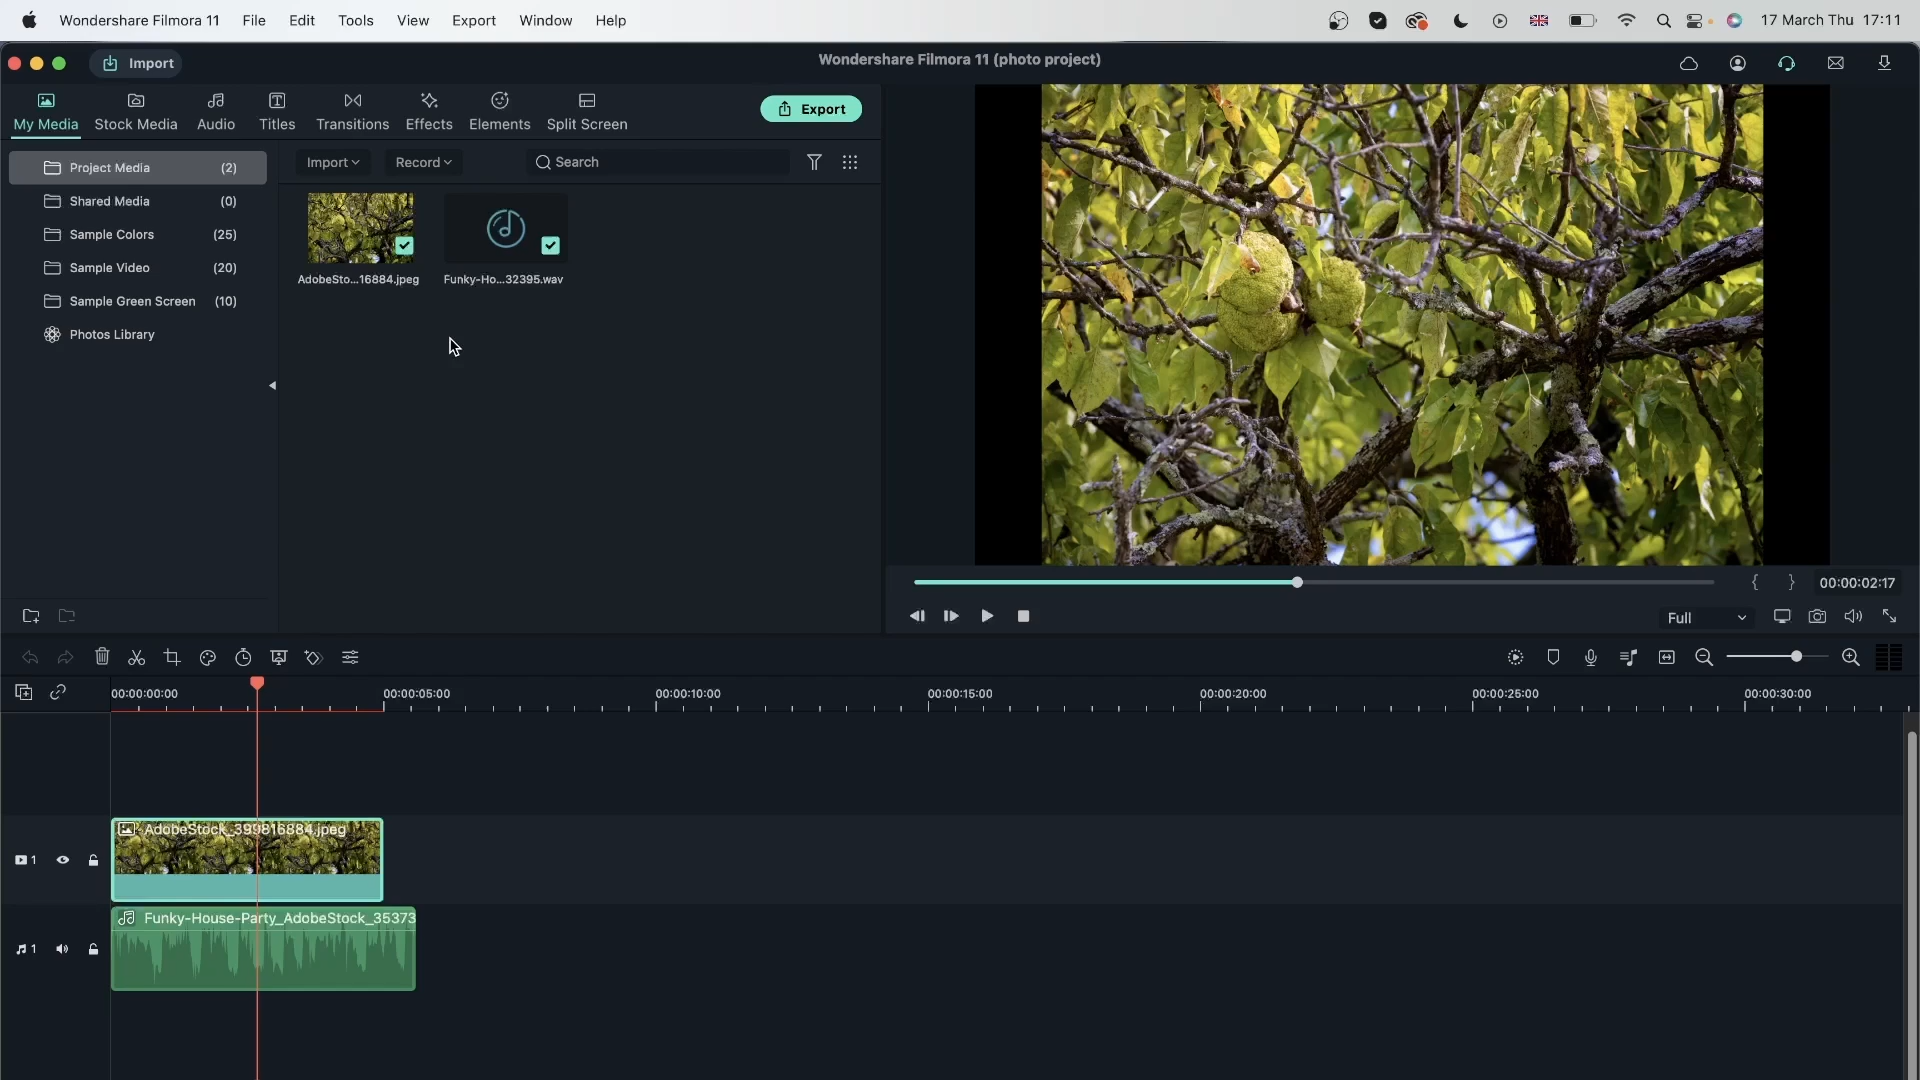 Wondershare Filmora 11 File Edit Tools View Export Window Help 17 March Thu 17:11
Import Wondershare Filmora 11 (photo project)
My Media Stock Media Audio Titles Transitions Effects Elements Split Screen Export
Project Media (2) Import Record Search
Shared Media (0)
Sample Colors (25)
Sample Video (20)
AdobeSto...16884.jpeg Funky-Ho...32395.wav
Sample Green Screen (10)
Photos Library
{ } 00:00:02:17
Full
00:00:00:00 00:00:05:00 00:00:10:00 00:00:15:00 00:00:20:00 00:00:25:00 00:00:30:00
AdobeStock_399816884.jpeg
1
Funky-House-Party_AdobeStock_35373
1